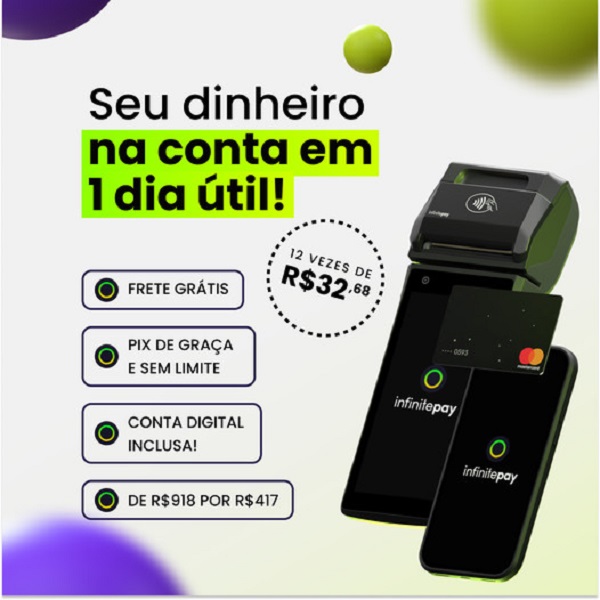 Seu dinheiro
na conta em
1 dia útil!
12 VEZES DE
R$32,68
FRETE GRÁTIS
PIX DE GRAÇA
E SEM LIMITE
CONTA DIGITAL
INCLUSA!
DE R$918 POR R$417
infinitepay
mastercard
infinitepay